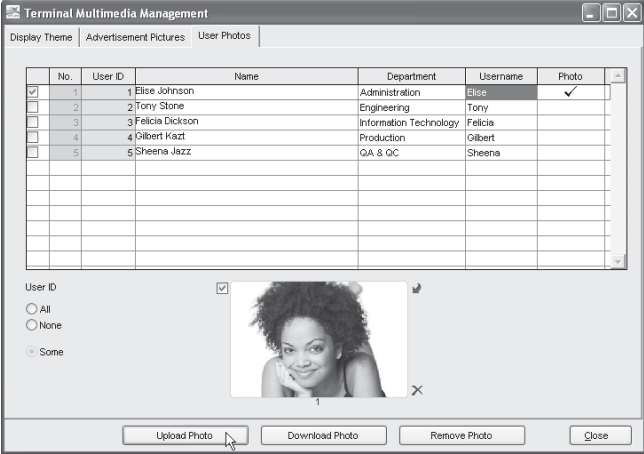 Terminal Multimedia Management
Display Theme Advertisement Pictures User Photos
No. User ID Name Department Username Photo
1 1 Elise Johnson Administration Elise
2 2 Tony Stone Engineering Tony
3 3 Felicia Dickson Information Technology Felicia
4 4 Gilbert Kazt Production Gilbert
5 5 Sheena Jazz QA & QC Sheena
User ID
All
None
Some
1
Upload Photo Download Photo Remove Photo Close